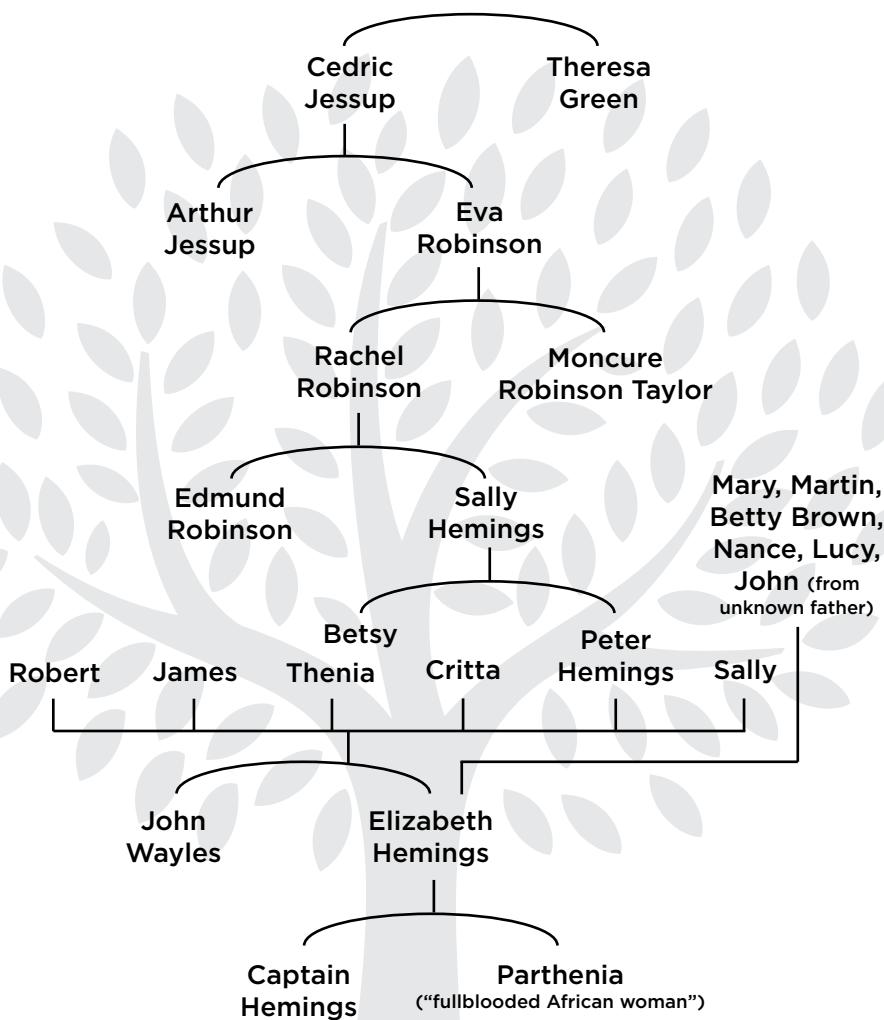 Cedric
Jessup
Theresa
Green
Arthur
Jessup
Eva
Robinson
Rachel
Robinson
Moncure
Robinson Taylor
Edmund
Robinson
Sally
Hemings
Mary, Martin,
Betty Brown,
Nance, Lucy,
John (from
unknown father)
Betsy
Peter
Hemings
Robert
James
Thenia
Critta
Sally
John
Wayles
Elizabeth
Hemings
Captain
Hemings
Parthenia
(“fullblooded African woman”)